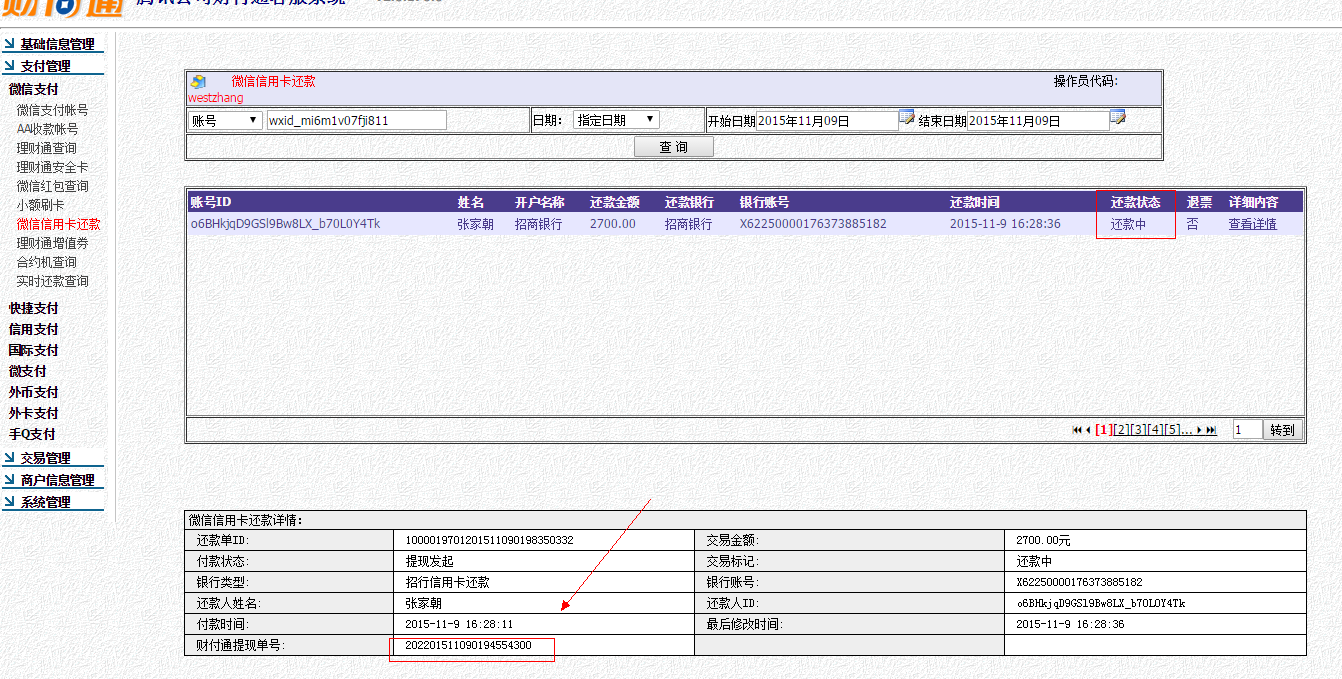 财付通 腾讯公司财付通客服系统
基础信息管理
支付管理
微信支付
微信支付帐号
AA收款帐号
理财通查询
理财通安全卡
微信红包查询
小额刷卡
微信信用卡还款
理财通增值券
合约机查询
实时还款查询
快捷支付
信用支付
国际支付
微支付
外币支付
外卡支付
手Q支付
交易管理
商户信息管理
系统管理
微信信用卡还款 操作员代码:
westzhang
账号 wxid_mi6m1v07fji811 日期: 指定日期 开始日期 2015年11月09日 结束日期 2015年11月09日
查 询
账号ID 姓名 开户名称 还款金额 还款银行 银行账号 还款时间 还款状态 退票 详细内容
o6BHkjqD9GSl9Bw8LX_b70L0Y4Tk 张家朝 招商银行 2700.00 招商银行 X62250000176373885182 2015-11-9 16:28:36 还款中 否 查看详情
[1][2][3][4][5]... 1 转到
微信信用卡还款详情:
还款单ID: 1000019701201511090198350332 交易金额: 2700.00元
付款状态: 提现发起 交易标记: 还款中
银行类型: 招行信用卡还款 银行账号: X62250000176373885182
还款人姓名: 张家朝 还款人ID: o6BHkjqD9GSl9Bw8LX_b70L0Y4Tk
付款时间: 2015-11-9 16:28:11 最后修改时间: 2015-11-9 16:28:36
财付通提现单号: 202201511090194554300